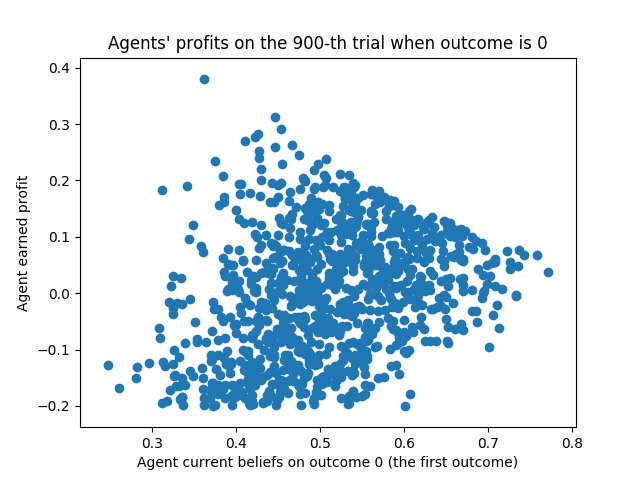 Agents' profits on the 900-th trial when outcome is 0
0.4
0.3
0.2
0.1
0.0
−0.1
−0.2
Agent earned profit
0.3 0.4 0.5 0.6 0.7 0.8
Agent current beliefs on outcome 0 (the first outcome)